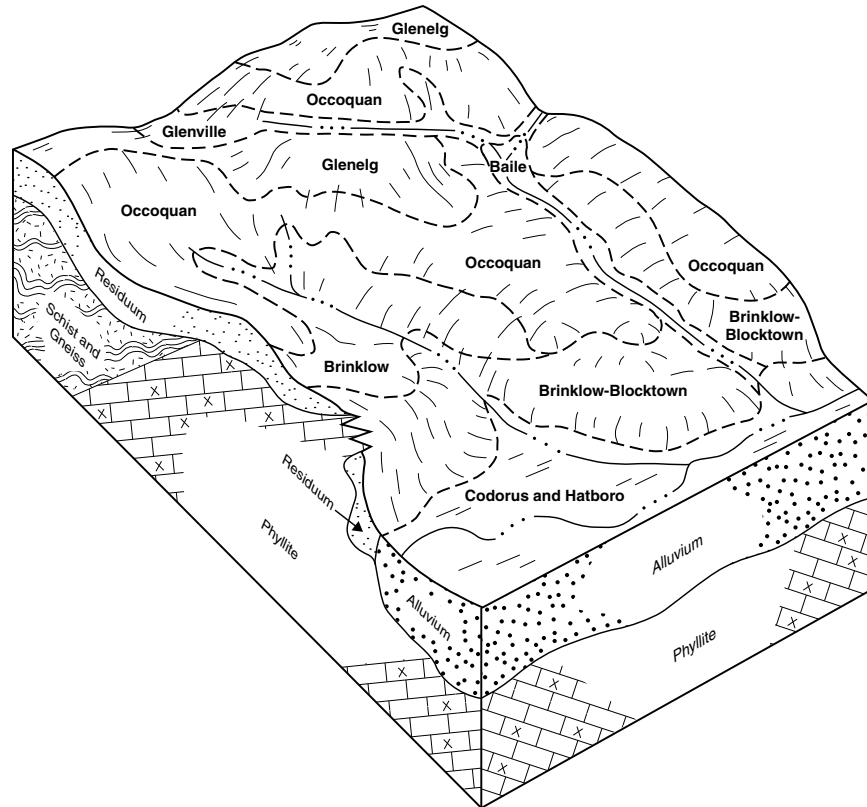 Glenelg
Occoquan
Glenville
Glenelg
Baile
Occoquan
Occoquan
Occoquan
Residuum
Schist and
Gneiss
Brinklow-
Blocktown
Brinklow
Brinklow-Blocktown
Residuum
Codorus and Hatboro
Phyllite
Alluvium
Alluvium
Phyllite
X
X
X
X
X
X
X
X
X
X
X
X
X